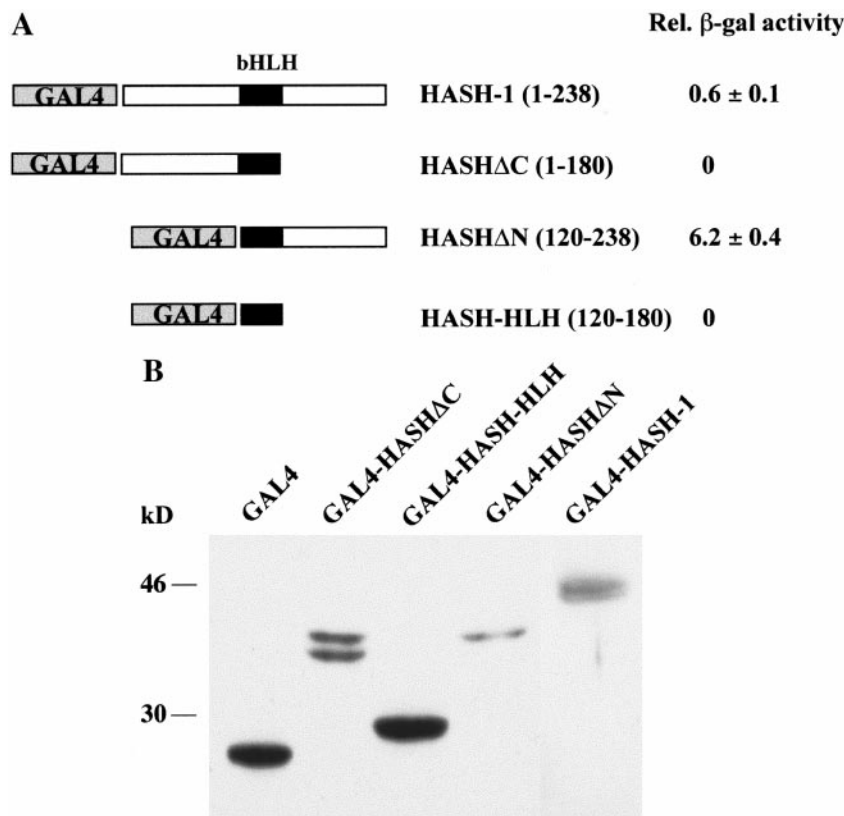 A
Rel. β-gal activity
bHLH
GAL4
HASH-1 (1-238)
0.6 ± 0.1
GAL4
HASHΔC (1-180)
0
GAL4
HASHΔN (120-238)
6.2 ± 0.4
GAL4
HASH-HLH (120-180)
0
B
GAL4
GAL4-HASHΔC
GAL4-HASH-HLH
GAL4-HASHΔN
GAL4-HASH-1
kD
46
30